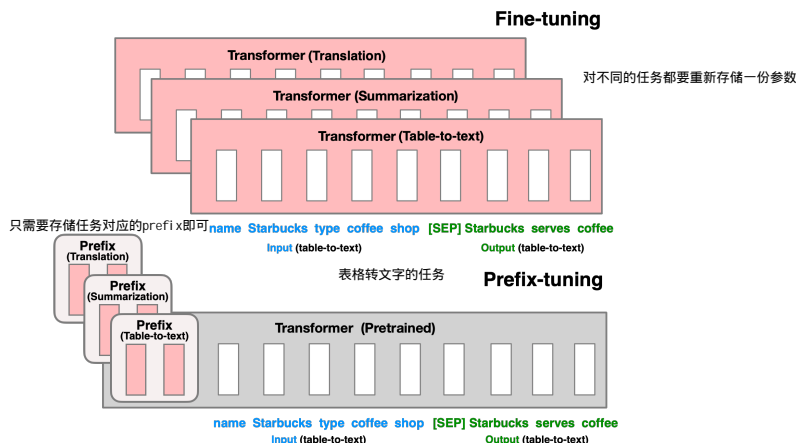 Fine-tuning
Transformer (Translation)
对不同的任务都要重新存储一份参数
Transformer (Summarization)
Transformer (Table-to-text)
只需要存储任务对应的prefix即可
name Starbucks type coffee shop [SEP] Starbucks serves coffee
Input (table-to-text) Output (table-to-text)
Prefix
(Translation)
表格转文字的任务
Prefix-tuning
Prefix
(Summarization)
Prefix
(Table-to-text)
Transformer (Pretrained)
name Starbucks type coffee shop [SEP] Starbucks serves coffee
Input (table-to-text) Output (table-to-text)